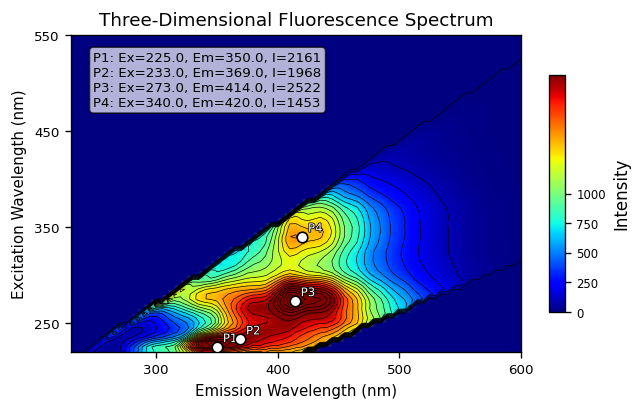 Three-Dimensional Fluorescence Spectrum
P1: Ex=225.0, Em=350.0, I=2161
P2: Ex=233.0, Em=369.0, I=1968
P3: Ex=273.0, Em=414.0, I=2522
P4: Ex=340.0, Em=420.0, I=1453
550
450
350
250
Excitation Wavelength (nm)
P4
P3
P2
P1
300
400
500
600
Emission Wavelength (nm)
1000
750
500
250
0
Intensity